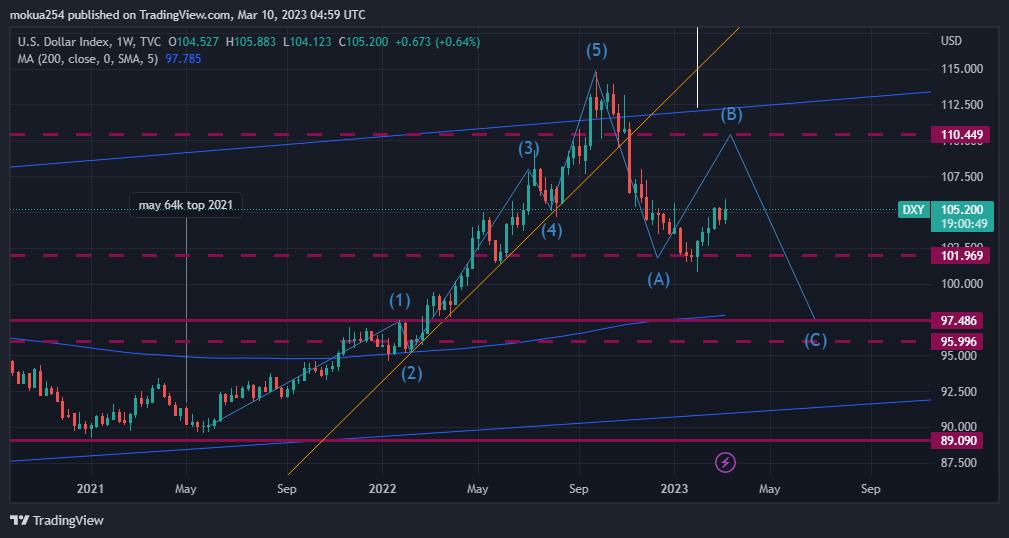 mokua254 published on TradingView.com, Mar 10, 2023 04:59 UTC
U.S. Dollar Index, 1W, TVC O104.527 H105.883 L104.123 C105.200 +0.673 (+0.64%)
MA (200, close, 0, SMA, 5) 97.785
USD
115.000
112.500
110.449
107.500
DXY 105.200
19:00:49
102.500
101.969
100.000
97.486
95.996
95.000
92.500
90.000
89.090
87.500
(5)
(B)
(3)
may 64k top 2021
(4)
(A)
(1)
(C)
(2)
2021 May Sep 2022 May Sep 2023 May Sep
TradingView